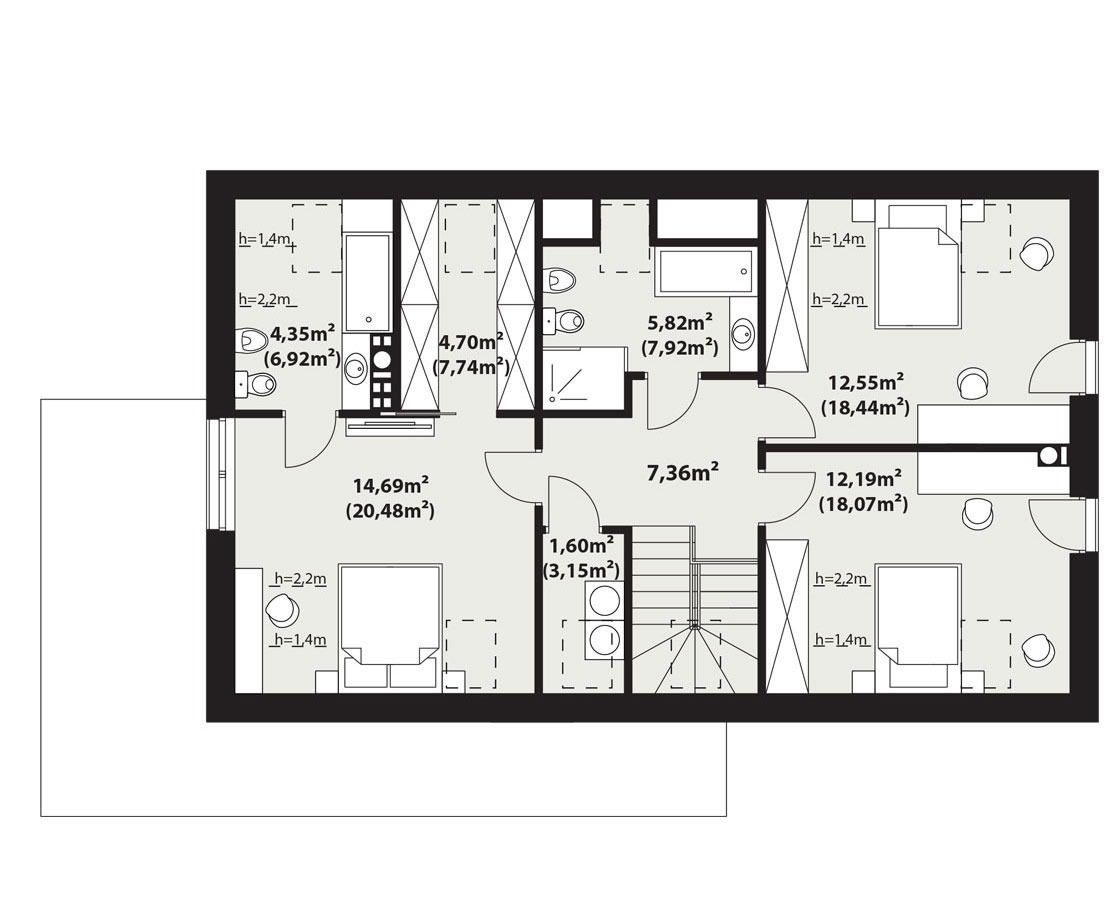 h=1,4m
h=2,2m
4,35m²
(6,92m²)
4,70m²
(7,74m²)
5,82m²
(7,92m²)
h=1,4m
h=2,2m
12,55m²
(18,44m²)
14,69m²
(20,48m²)
7,36m²
12,19m²
(18,07m²)
1,60m²
(3,15m²)
h=2,2m
h=1,4m
h=2,2m
h=1,4m